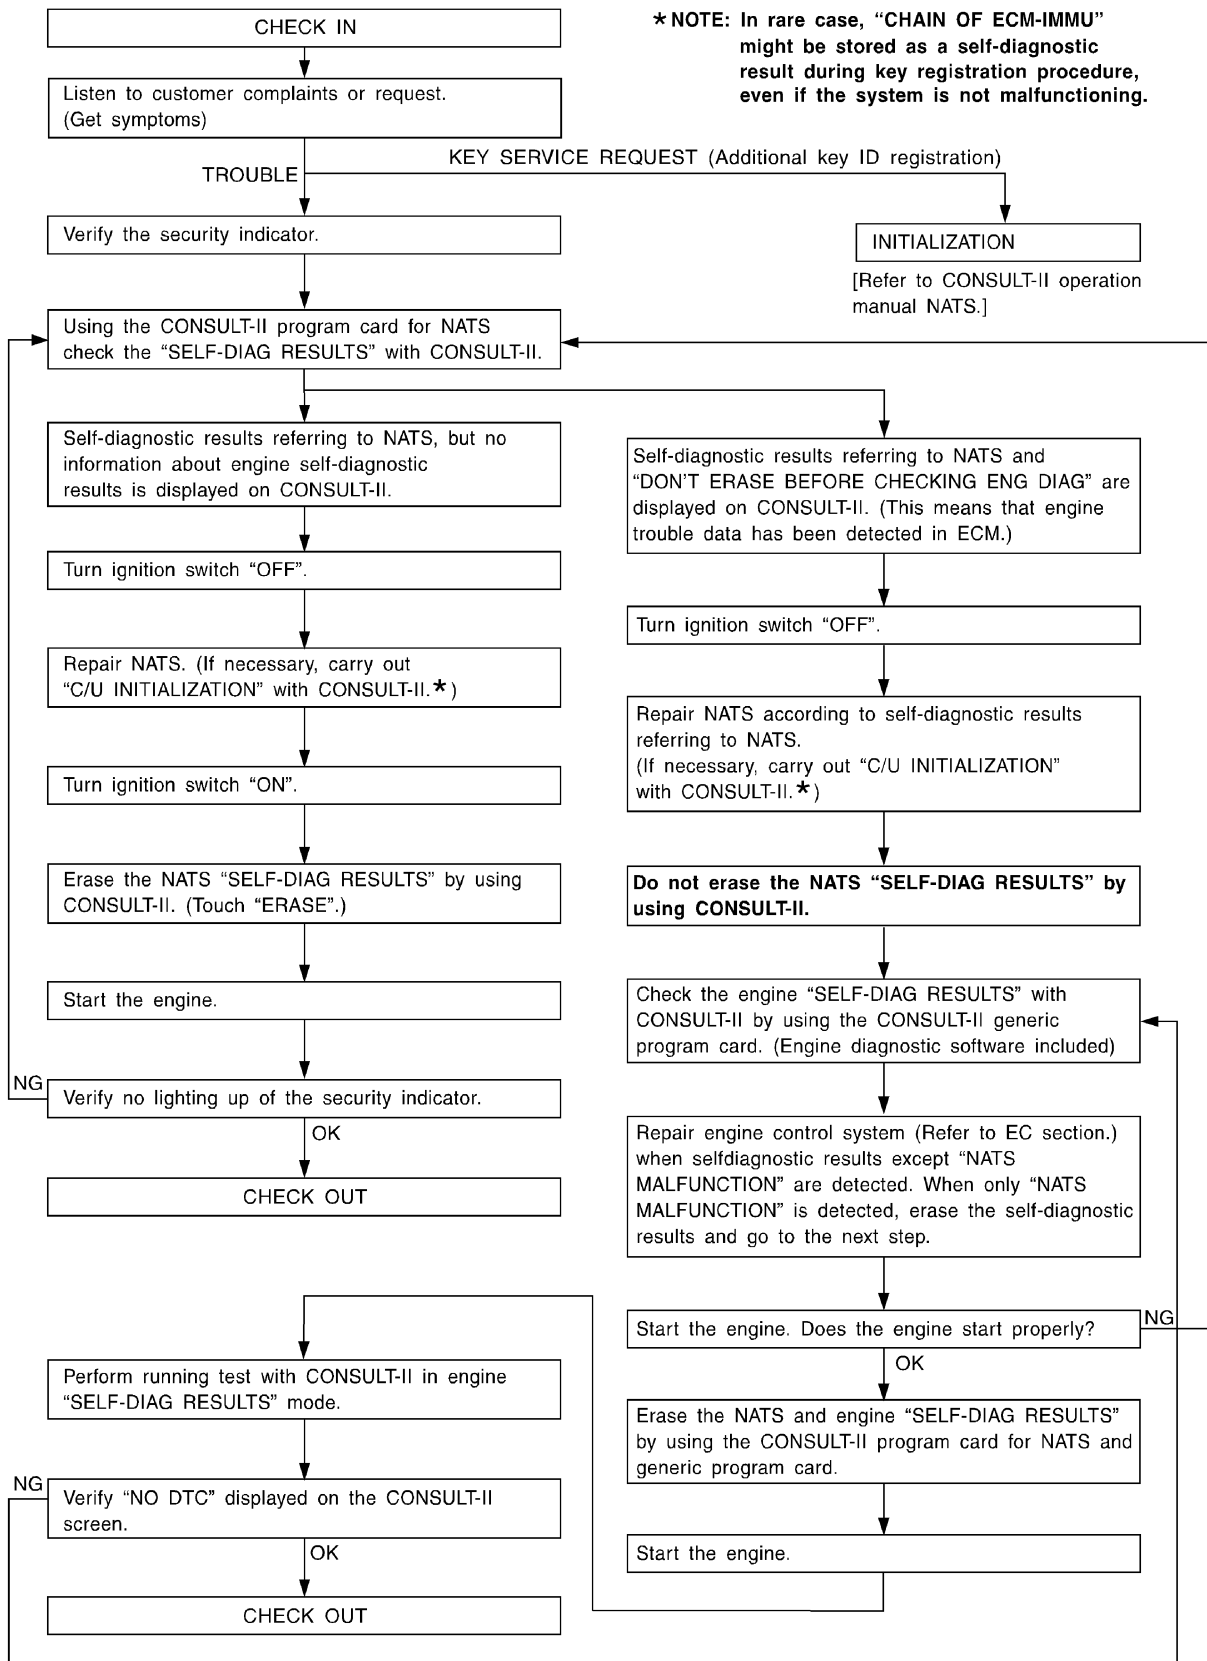 CHECK IN
Listen to customer complaints or request.
(Get symptoms)
* NOTE: In rare case, “CHAIN OF ECM-IMMU”
might be stored as a self-diagnostic
result during key registration procedure,
even if the system is not malfunctioning.
KEY SERVICE REQUEST (Additional key ID registration)
TROUBLE
Verify the security indicator.
INITIALIZATION
[Refer to CONSULT-II operation
manual NATS.]
Using the CONSULT-II program card for NATS
check the “SELF-DIAG RESULTS” with CONSULT-II.
Self-diagnostic results referring to NATS, but no
information about engine self-diagnostic
results is displayed on CONSULT-II.
Turn ignition switch “OFF”.
Repair NATS. (If necessary, carry out
“C/U INITIALIZATION” with CONSULT-II.*)
Turn ignition switch “ON”.
Erase the NATS “SELF-DIAG RESULTS” by using
CONSULT-II. (Touch “ERASE”.)
Start the engine.
NG
Verify no lighting up of the security indicator.
OK
CHECK OUT
Self-diagnostic results referring to NATS and
“DON’T ERASE BEFORE CHECKING ENG DIAG” are
displayed on CONSULT-II. (This means that engine
trouble data has been detected in ECM.)
Turn ignition switch “OFF”.
Repair NATS according to self-diagnostic results
referring to NATS.
(If necessary, carry out “C/U INITIALIZATION”
with CONSULT-II.*)
Do not erase the NATS “SELF-DIAG RESULTS” by
using CONSULT-II.
Check the engine “SELF-DIAG RESULTS” with
CONSULT-II by using the CONSULT-II generic
program card. (Engine diagnostic software included)
Repair engine control system (Refer to EC section.)
when selfdiagnostic results except “NATS
MALFUNCTION” are detected. When only “NATS
MALFUNCTION” is detected, erase the self-diagnostic
results and go to the next step.
Start the engine. Does the engine start properly?
NG
OK
Erase the NATS and engine “SELF-DIAG RESULTS”
by using the CONSULT-II program card for NATS and
generic program card.
Start the engine.
Perform running test with CONSULT-II in engine
“SELF-DIAG RESULTS” mode.
NG
Verify “NO DTC” displayed on the CONSULT-II
screen.
OK
CHECK OUT